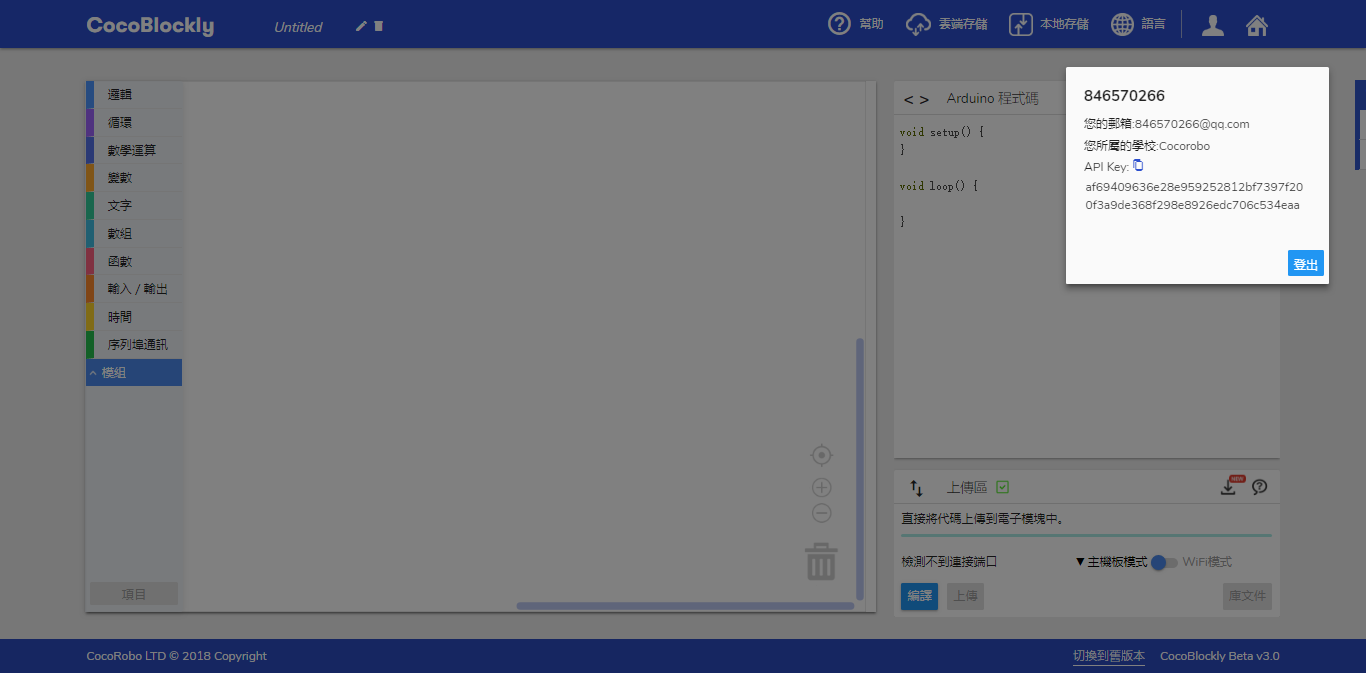 CocoBlockly
Untitled
幫助
雲端存儲
本地存儲
語言
邏輯
循環
數學運算
變數
文字
數組
函數
輸入 / 輸出
時間
序列埠通訊
模組
項目
< > Arduino 程式碼
void setup() {
}
void loop() {
}
846570266
您的郵箱:846570266@qq.com
您所屬的學校:Cocorobo
API Key:
af69409636e28e959252812bf7397f20
0f3a9de368f298e8926edc706c534eaa
登出
上傳區
NEW
直接將代碼上傳到電子模塊中。
檢測不到連接端口
▼主機板模式
WiFi模式
編譯
上傳
庫文件
CocoRobo LTD © 2018 Copyright
切換到舊版本
CocoBlockly Beta v3.0